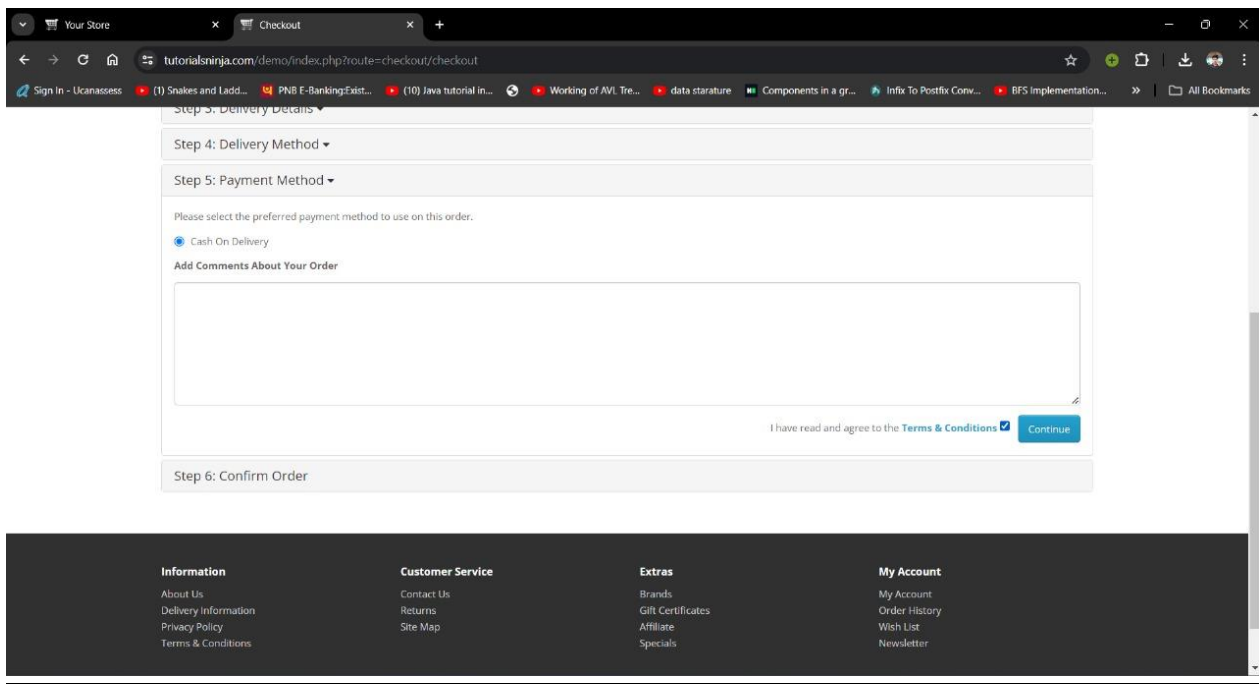 Your Store
Checkout
tutorialsninja.com/demo/index.php?route=checkout/checkout
Sign In - Ucanassess (1) Snakes and Ladd... PNB E-Banking:Exist... (10) Java tutorial in... Working of AVL Tre... data starature Components in a gr... Infix To Postfix Conv... BFS Implementation... » All Bookmarks
Step 3: Delivery Details
Step 4: Delivery Method
Step 5: Payment Method
Please select the preferred payment method to use on this order.
Cash On Delivery
Add Comments About Your Order
I have read and agree to the Terms & Conditions Continue
Step 6: Confirm Order
Information Customer Service Extras My Account
About Us Contact Us Brands My Account
Delivery Information Returns Gift Certificates Order History
Privacy Policy Site Map Affiliate Wish List
Terms & Conditions Specials Newsletter